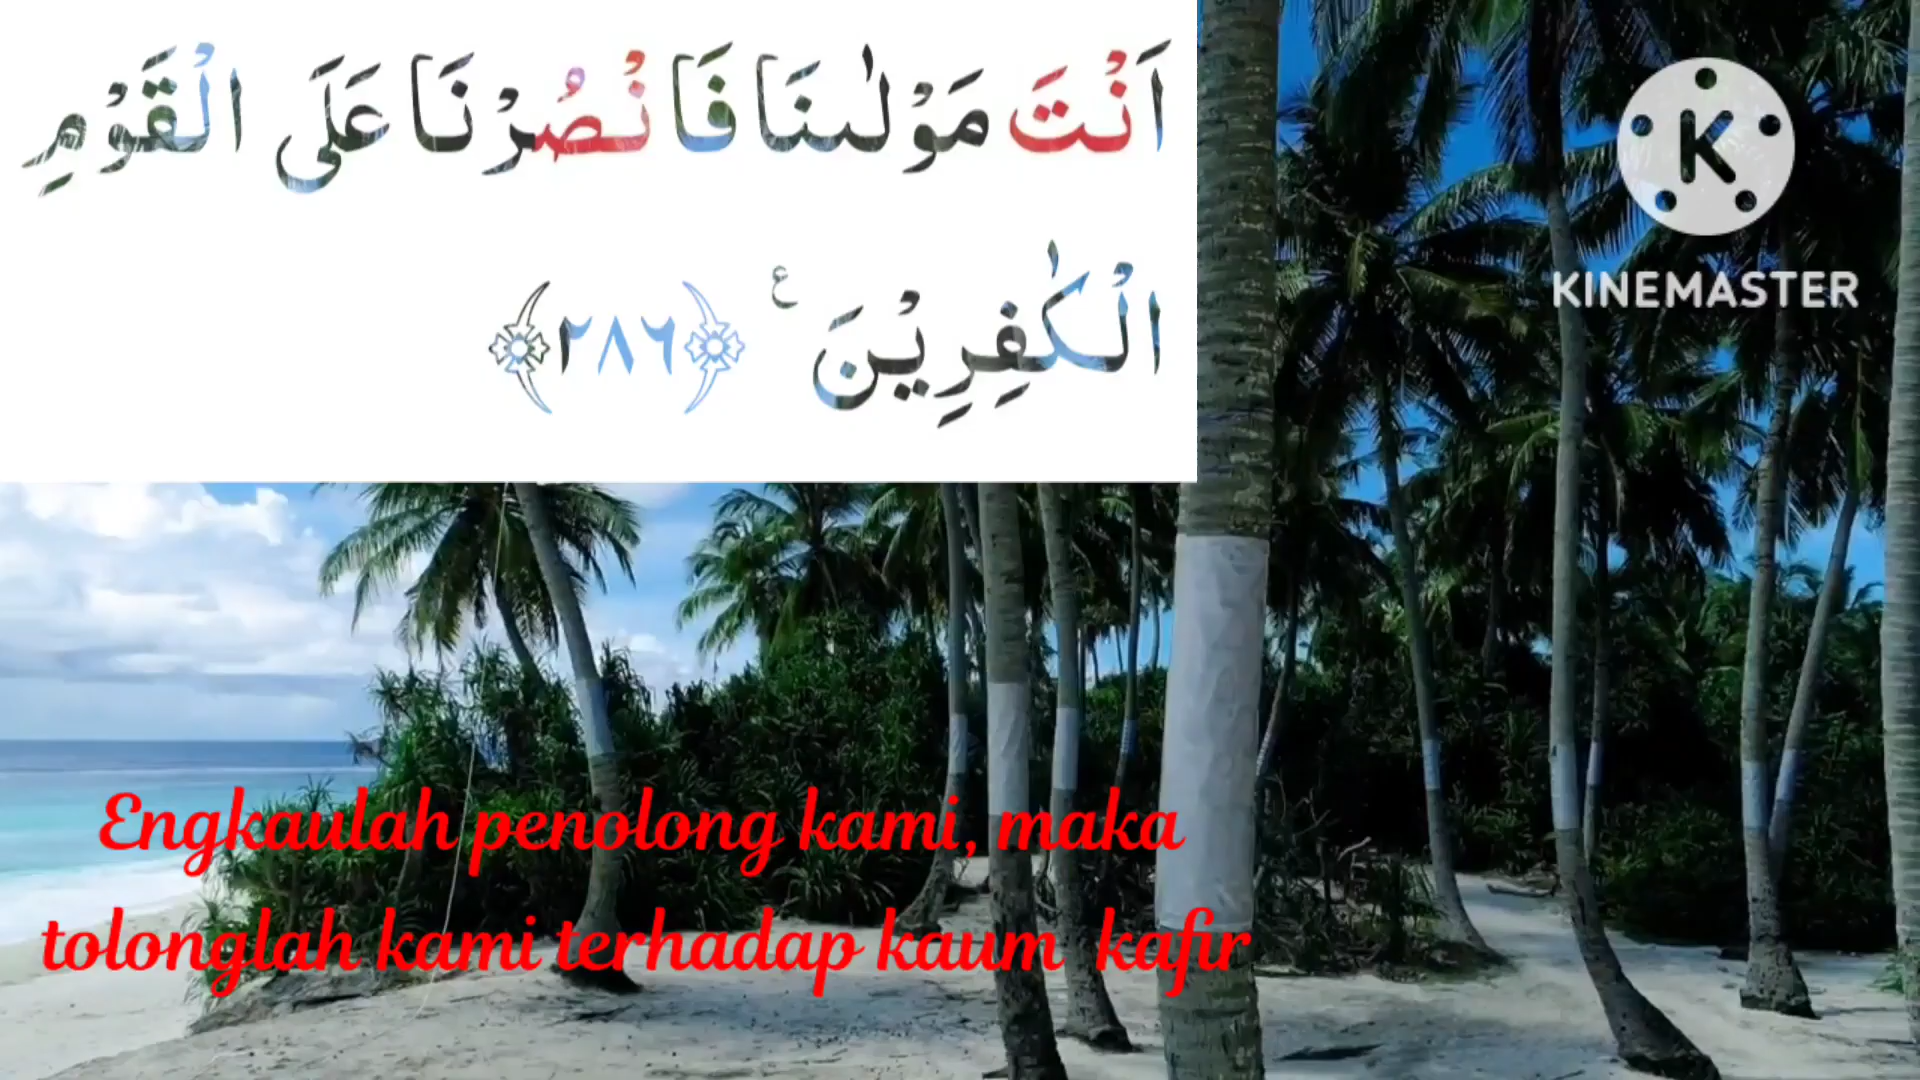 اَنْتَ مَوْلٰىنَا فَانْصُرْنَا عَلَى الْقَوْمِ
الْكٰفِرِيْنَ ࣖ ﴿٢٨٦﴾
K
KINEMASTER
Engkaulah penolong kami, maka
tolonglah kami terhadap kaum kafir